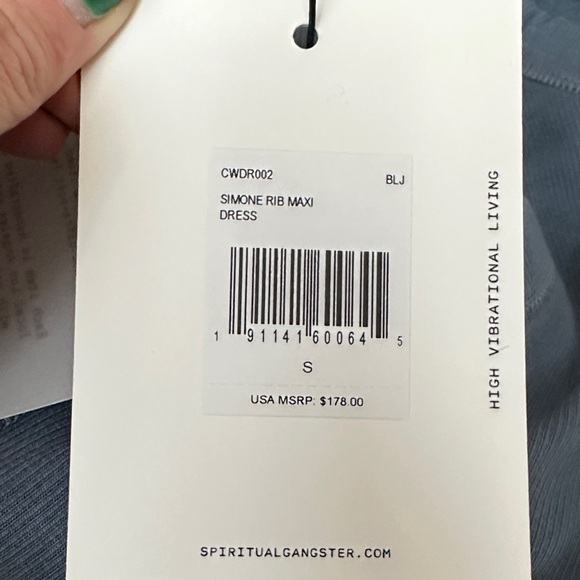 CWDR002
BLJ
SIMONE RIB MAXI
DRESS
1 91141 60064 5
S
USA MSRP: $178.00
HIGH VIBRATIONAL LIVING
SPIRITUALGANGSTER.COM